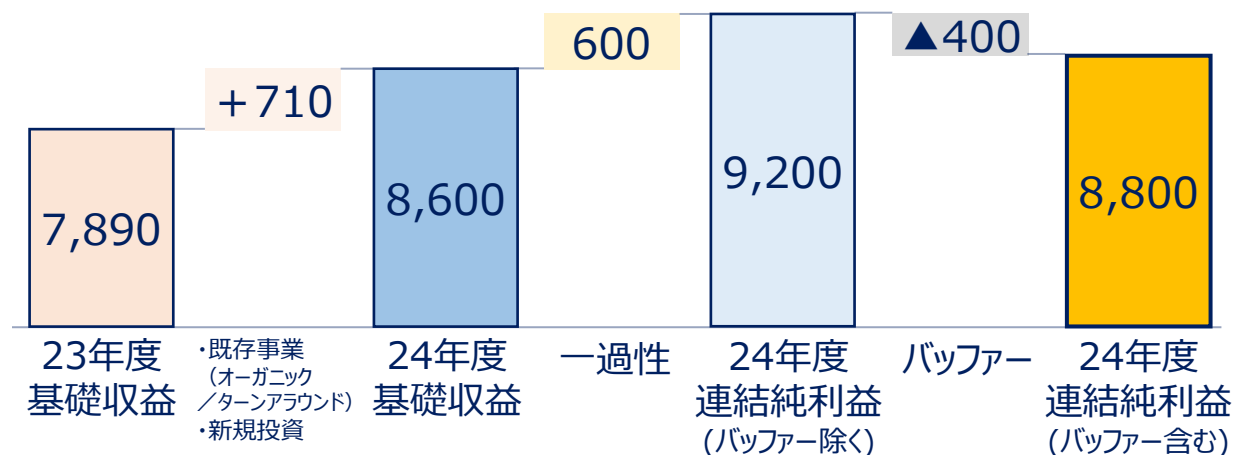 7,890
+710
8,600
600
9,200
▲400
8,800
23年度
基礎収益
・既存事業
(オーガニック
/ターンアラウンド)
・新規投資
24年度
基礎収益
一過性
24年度
連結純利益
(バッファー除く)
バッファー
24年度
連結純利益
(バッファー含む)